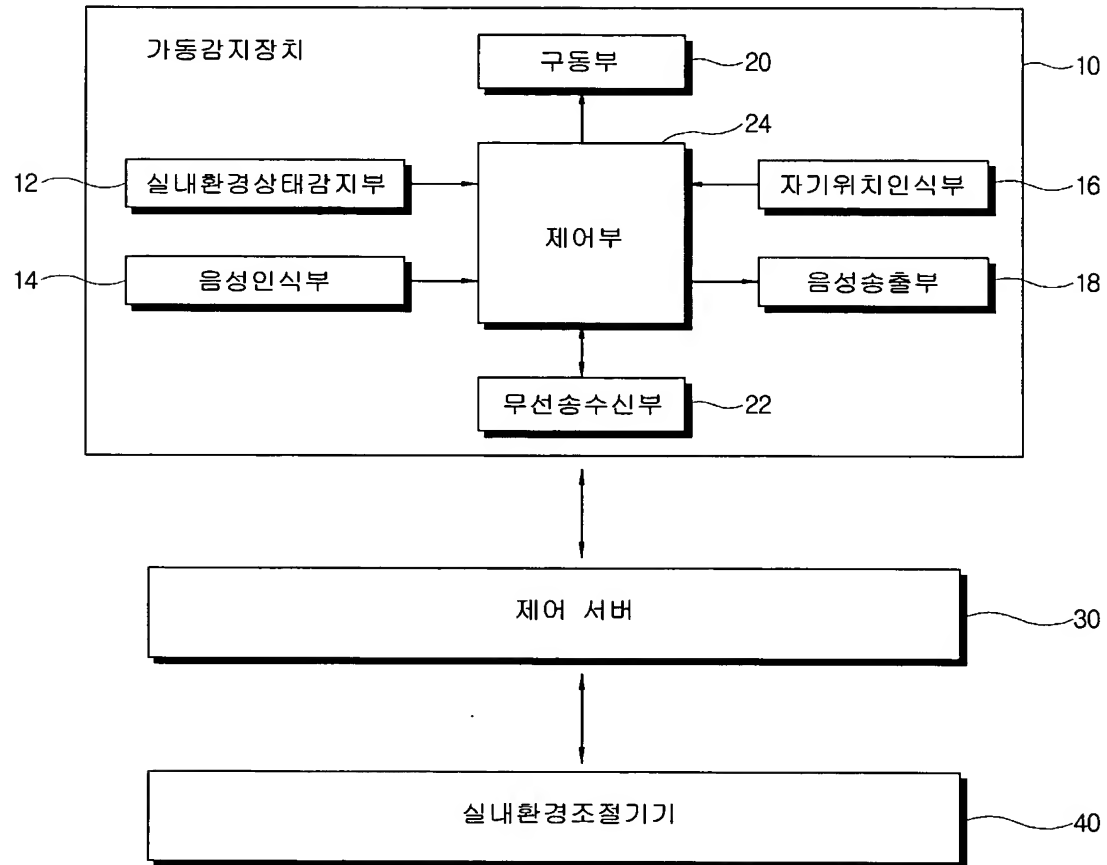 가동감지장치
구동부
20
10
24
12
실내환경상태감지부
자기위치인식부
16
제어부
14
음성인식부
음성송출부
18
무선송수신부
22
제어 서버
30
실내환경조절기기
40